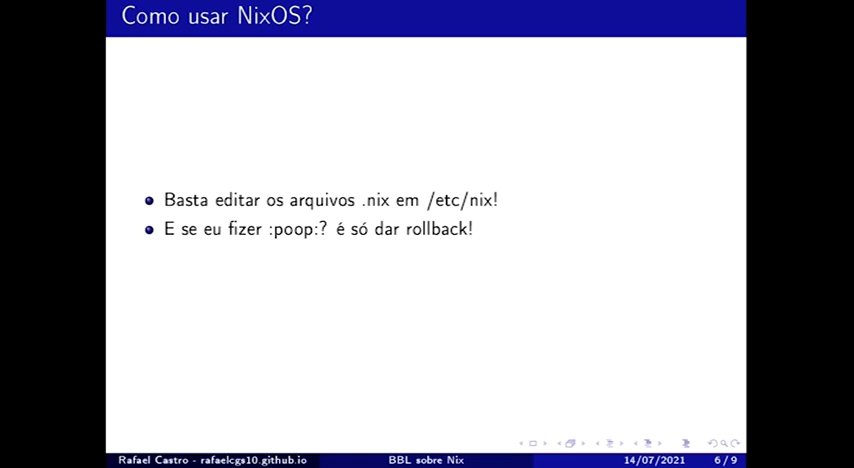 Como usar NixOS?
Basta editar os arquivos .nix em /etc/nix!
E se eu fizer :poop:? é só dar rollback!
Rafael Castro - rafaelcgs10.github.io BBL sobre Nix 14/07/2021 6 / 9